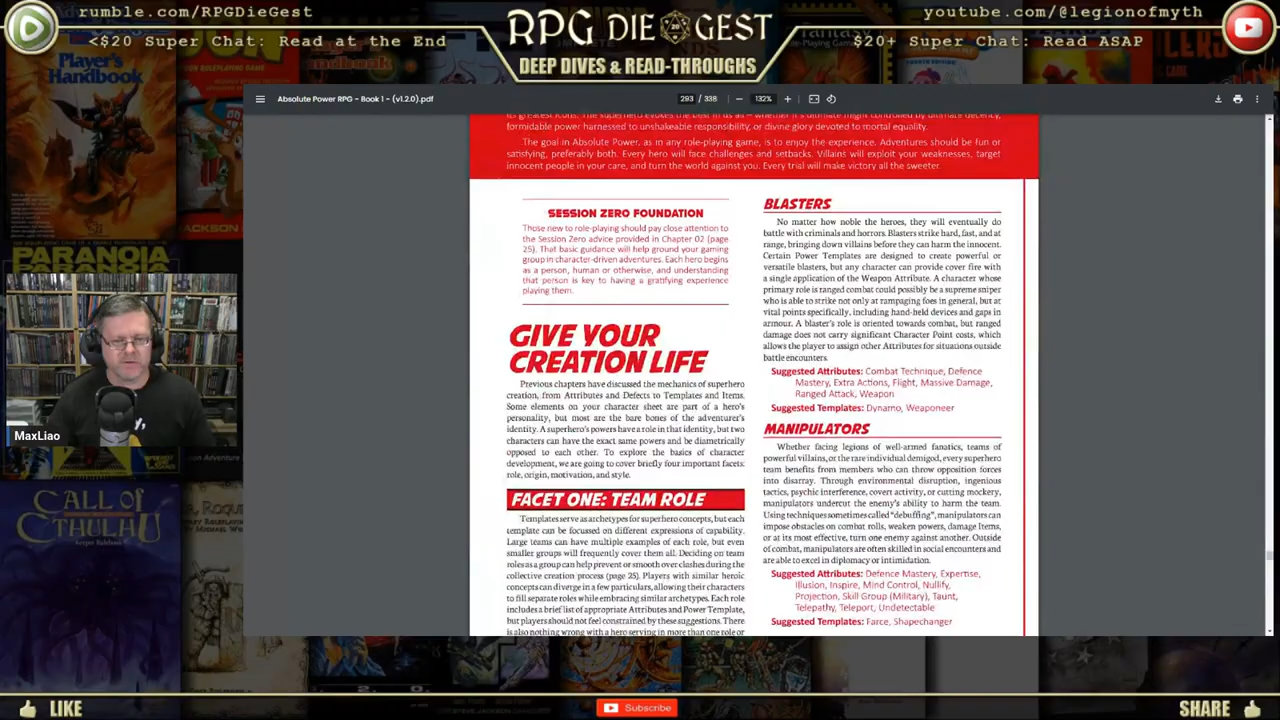 rumble.com/RPGDieGest
<$20 Super Chat: Read at the End
RPG DIE GEST
20
DEEP DIVES & READ-THROUGHS
youtube.com/@legionofmyth
$20+ Super Chat: Read ASAP
Player's
Handbook
Absolute Power RPG - Book 1 - (v1.2.0).pdf
293 / 338
132%
formidable power harnessed to unshakeable responsibility, or divine glory devoted to mortal equality.
The goal in Absolute Power, as in any role-playing game, is to enjoy the experience. Adventures should be fun or
satisfying, preferably both. Every hero will face challenges and setbacks. Villains will exploit your weaknesses, target
innocent people in your care, and turn the world against you. Every trial will make victory all the sweeter.
SESSION ZERO FOUNDATION
Those new to role-playing should pay close attention to
the Session Zero advice provided in Chapter 02 (page
25). That basic guidance will help ground your gaming
group in character-driven adventures. Each hero begins
as a person, human or otherwise, and understanding
that person is key to having a gratifying experience
playing them.
GIVE YOUR
CREATION LIFE
Previous chapters have discussed the mechanics of superhero
creation, from Attributes and Defects to Templates and Items.
Some elements on your character sheet are part of a hero's
personality, but most are the bare bones of the adventurer's
identity. A superhero's powers have a role in that identity, but two
characters can have the exact same powers and be diametrically
opposed to each other. To explore the basics of character
development, we are going to cover briefly four important facets:
role, origin, motivation, and style.
FACET ONE: TEAM ROLE
Templates serve as archetypes for superhero concepts, but each
template can be focused on different expressions of capability.
Large teams can have multiple examples of each role, but even
smaller groups will frequently cover them all. Deciding on team
roles as a group can help prevent or smooth over clashes during the
collective creation process (page 25). Players with similar heroic
concepts can diverge in a few particulars, allowing their characters
to fill separate roles while embracing similar archetypes. Each role
includes a brief list of appropriate Attributes and Power Template,
but players should not feel constrained by these suggestions. There
is also nothing wrong with a hero serving in more than one role or
BLASTERS
No matter how noble the heroes, they will eventually do
battle with criminals and horrors. Blasters strike hard, fast, and at
range, bringing down villains before they can harm the innocent.
Certain Power Templates are designed to create powerful or
versatile blasters, but any character can provide cover fire with
a single application of the Weapon Attribute. A character whose
primary role is ranged combat could possibly be a supreme sniper
who is able to strike not only at rampaging foes in general, but at
vital points specifically, including hand-held devices and gaps in
armour. A blaster's role is oriented towards combat, but ranged
damage does not carry significant Character Point costs, which
allows the player to assign other Attributes for situations outside
battle encounters.
Suggested Attributes: Combat Technique, Defence
Mastery, Extra Actions, Flight, Massive Damage,
Ranged Attack, Weapon
Suggested Templates: Dynamo, Weaponeer
MANIPULATORS
Whether facing legions of well-armed fanatics, teams of
powerful villains, or the rare individual demigod, every superhero
team benefits from members who can throw opposition forces
into disarray. Through environmental disruption, ingenious
tactics, psychic interference, covert activity, or cutting mockery,
manipulators undercut the enemy's ability to harm the team.
Using techniques sometimes called "debuffing", manipulators can
impose obstacles on combat rolls, weaken powers, damage Items,
or at its most effective, turn one enemy against another. Outside
of combat, manipulators are often skilled in social encounters and
are able to excel in diplomacy or intimidation.
Suggested Attributes: Defence Mastery, Expertise,
Illusion, Inspire, Mind Control, Nullify,
Projection, Skill Group (Military), Taunt,
Telepathy, Teleport, Undetectable
Suggested Templates: Farce, Shapechanger
MaxLiao
CALL OF
CTHULHU
LIKE
Subscribe
SHARE